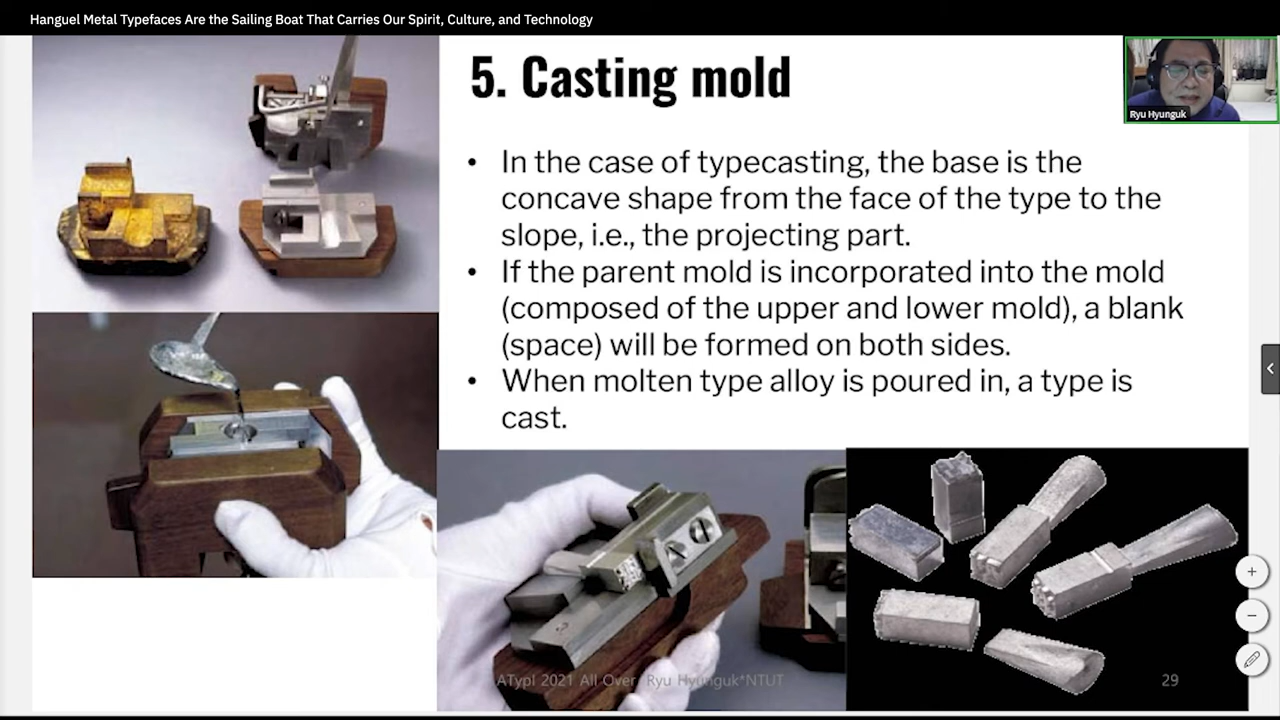 Hanguel Metal Typefaces Are the Sailing Boat That Carries Our Spirit, Culture, and Technology
5. Casting mold
Ryu Hyunguk
• In the case of typecasting, the base is the
concave shape from the face of the type to the
slope, i.e., the projecting part.
• If the parent mold is incorporated into the mold
(composed of the upper and lower mold), a blank
(space) will be formed on both sides.
• When molten type alloy is poured in, a type is
cast.
ATypI 2021 All Over Ryu Hyunguk*NTUT
29